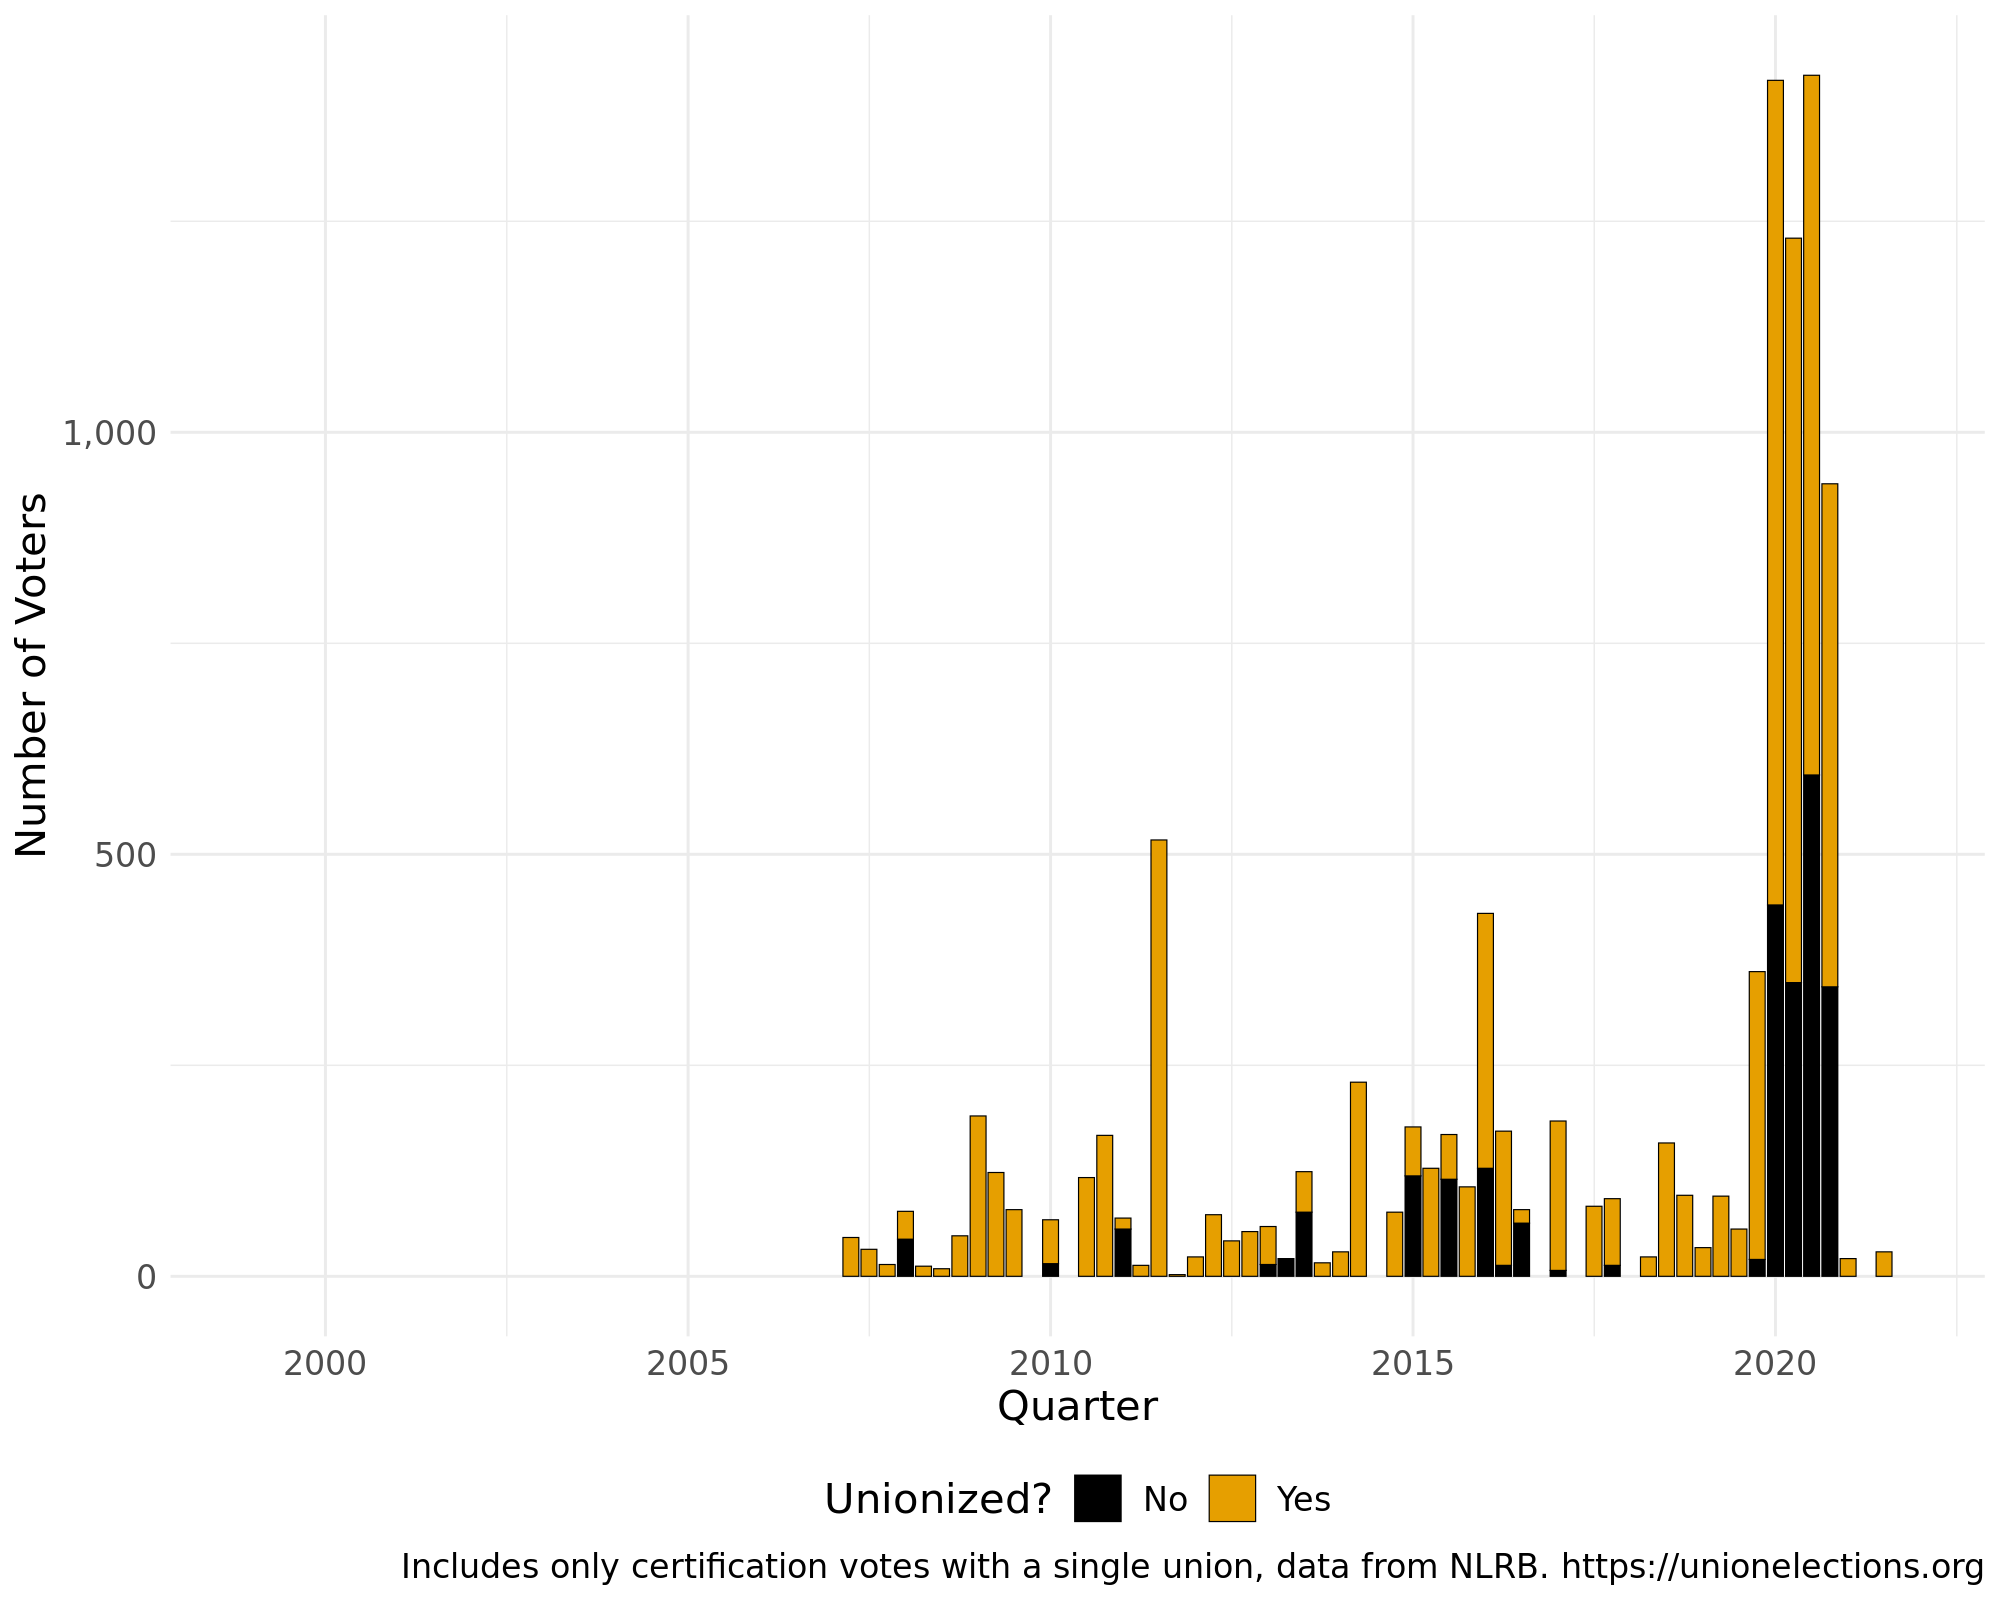 Number of Voters
1,000
500
0
2000 2005 2010 2015 2020
Quarter
Unionized? No Yes
Includes only certification votes with a single union, data from NLRB. https://unionelections.org